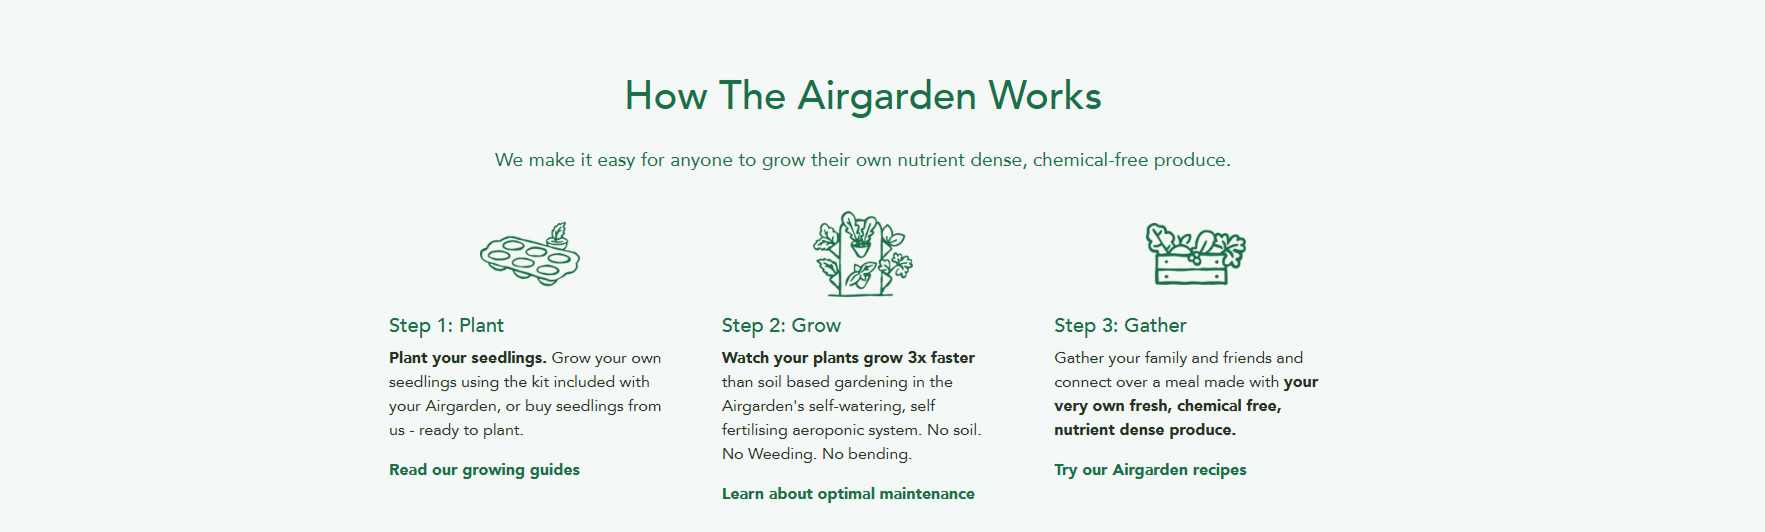 How The Airgarden Works
We make it easy for anyone to grow their own nutrient dense, chemical-free produce.
Step 1: Plant
Plant your seedlings. Grow your own
seedlings using the kit included with
your Airgarden, or buy seedlings from
us - ready to plant.
Read our growing guides
Step 2: Grow
Watch your plants grow 3x faster
than soil based gardening in the
Airgarden's self-watering, self
fertilising aeroponic system. No soil.
No Weeding. No bending.
Learn about optimal maintenance
Step 3: Gather
Gather your family and friends and
connect over a meal made with your
very own fresh, chemical free,
nutrient dense produce.
Try our Airgarden recipes